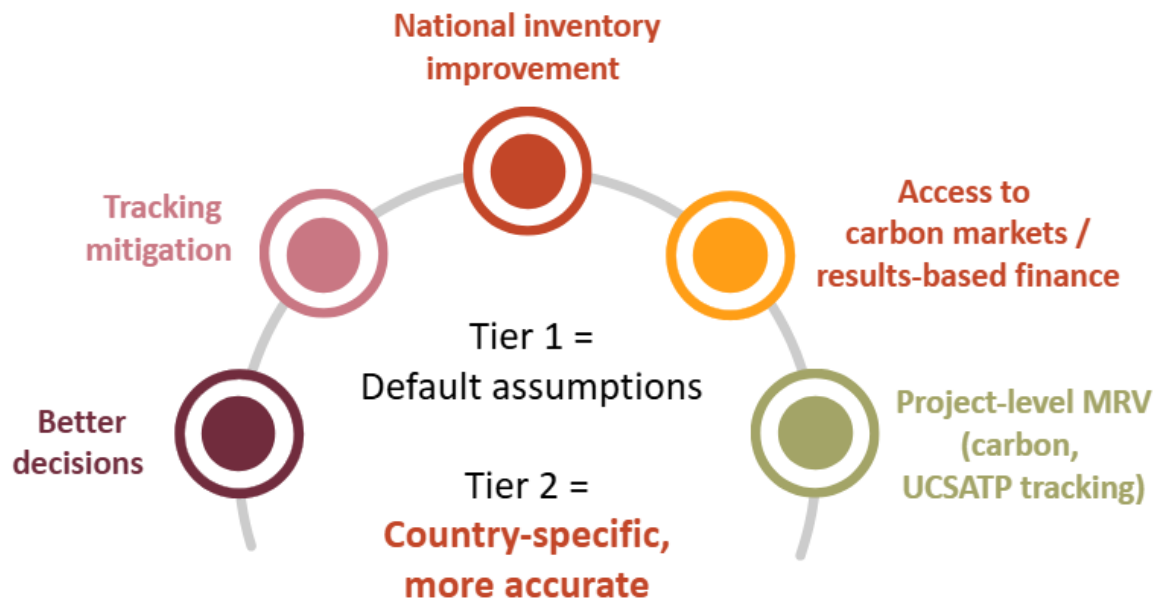 National inventory
improvement
Tracking
mitigation
Access to
carbon markets /
results-based finance
Tier 1 =
Default assumptions
Better
decisions
Project-level MRV
(carbon,
UCSATP tracking)
Tier 2 =
Country-specific,
more accurate